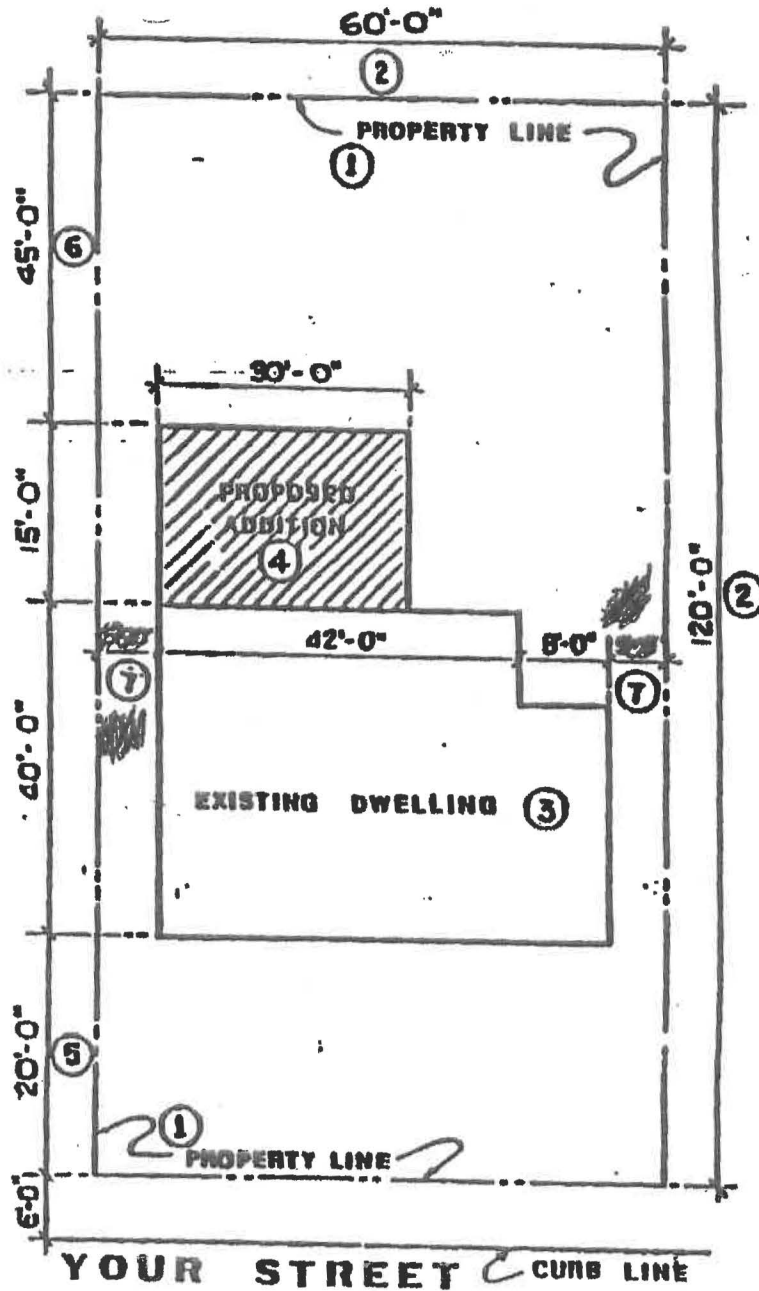 60'-0"
2
PROPERTY LINE
1
45'-0"
6
30'-0"
15'-0"
PROPOSED
ADDITION
4
120'-0"
2
42'-0"
8'-0"
7
7
40'-0"
EXISTING DWELLING 3
20'-0"
5
1
PROPERTY LINE
6'-0"
YOUR STREET
CURB LINE